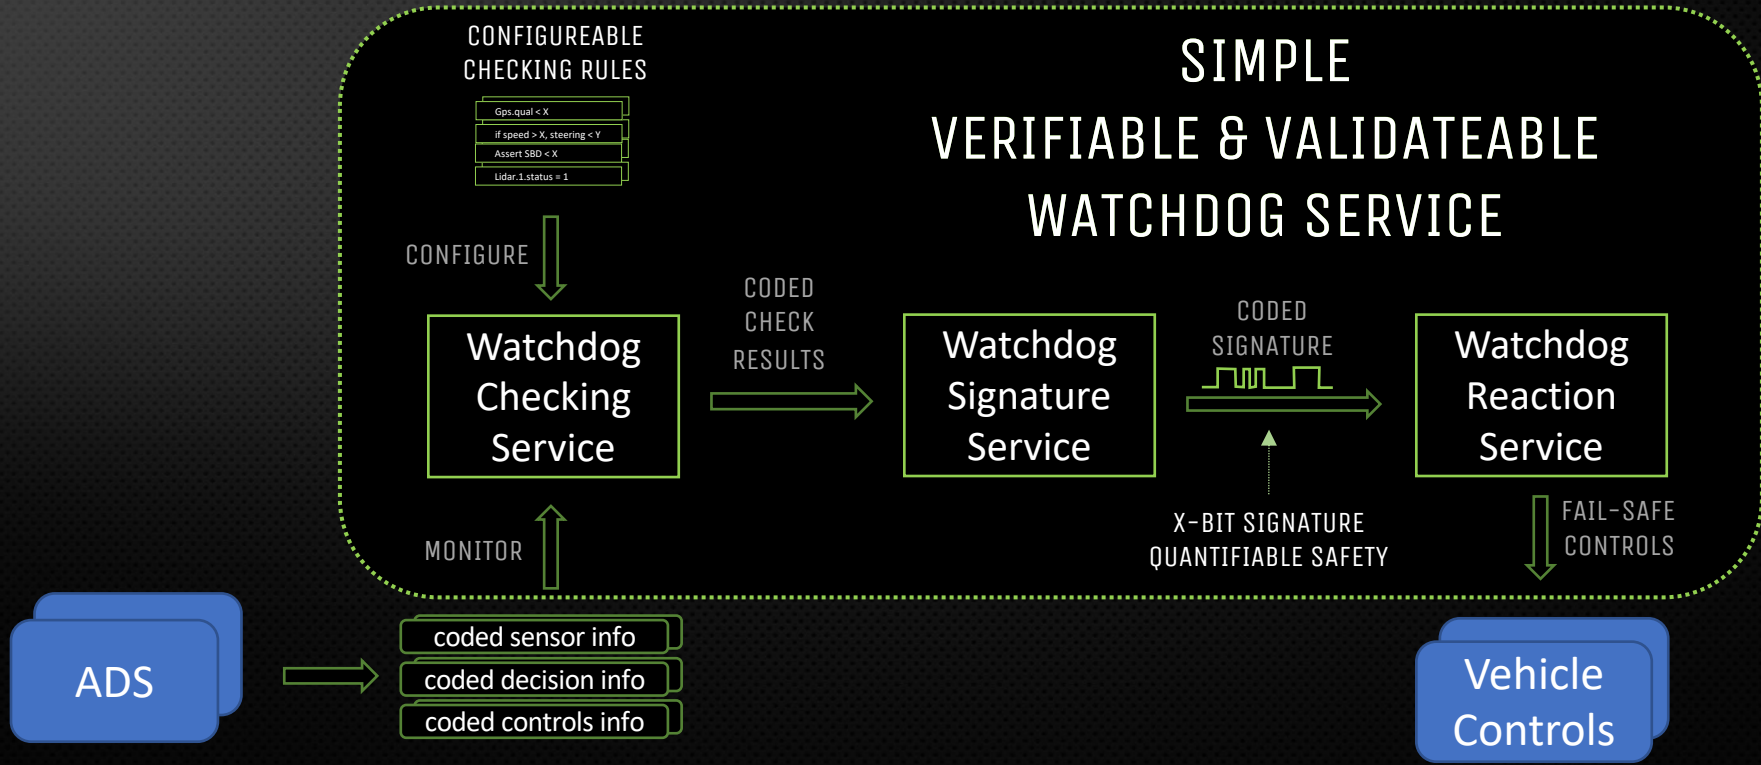 CONFIGUREABLE
CHECKING RULES
Gps.qual < X
if speed > X, steering < Y
Assert SBD < X
Lidar.1.status = 1
SIMPLE
VERIFIABLE & VALIDATEABLE
WATCHDOG SERVICE
CONFIGURE
Watchdog
Checking
Service
CODED
CHECK
RESULTS
Watchdog
Signature
Service
CODED
SIGNATURE
Watchdog
Reaction
Service
MONITOR
X-BIT SIGNATURE
QUANTIFIABLE SAFETY
FAIL-SAFE
CONTROLS
ADS
coded sensor info
coded decision info
coded controls info
Vehicle
Controls